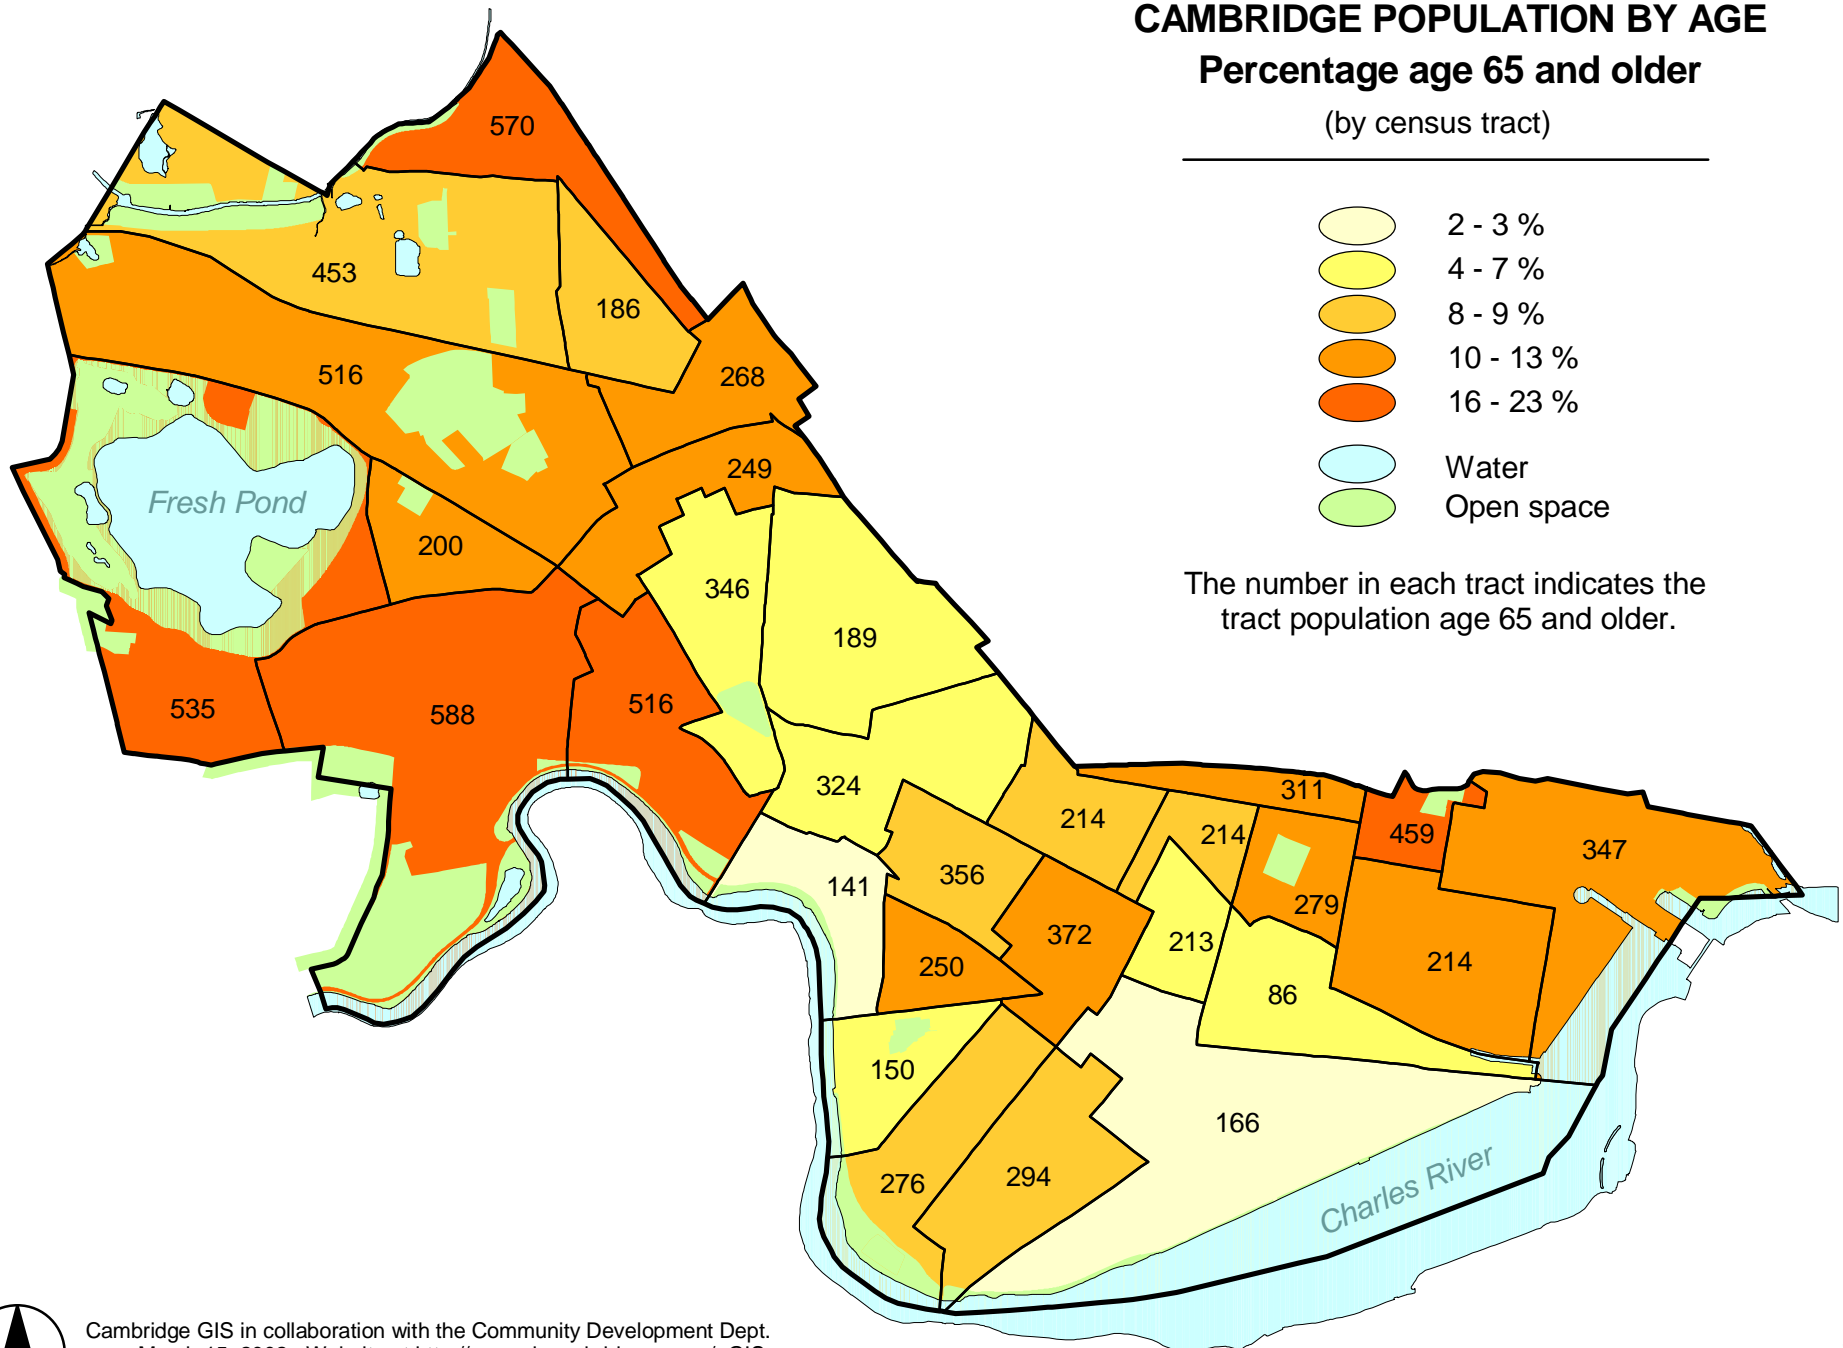 CAMBRIDGE POPULATION BY AGE
Percentage age 65 and older
(by census tract)
2 - 3 %
4 - 7 %
8 - 9 %
10 - 13 %
16 - 23 %
Water
Open space
The number in each tract indicates the
tract population age 65 and older.
570
453
186
516
268
249
Fresh Pond
200
346
189
535
588
516
324
311
214
214
459
347
141
356
279
372
213
250
214
86
150
166
276
294
Charles River
Cambridge GIS in collaboration with the Community Development Dept.